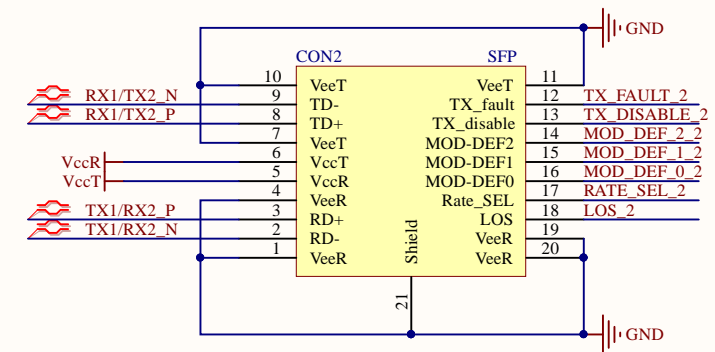 GND
CON2 SFP
10 VeeT VeeT 11
RX1/TX2_N 9 TD- TX_fault 12 TX_FAULT_2
RX1/TX2_P 8 TD+ TX_disable 13 TX_DISABLE_2
7 VeeT MOD-DEF2 14 MOD_DEF_2_2
VccR 6 VccT MOD-DEF1 15 MOD_DEF_1_2
VccT 5 VccR MOD-DEF0 16 MOD_DEF_0_2
4 VeeR Rate_SEL 17 RATE_SEL_2
TX1/RX2_P 3 RD+ LOS 18 LOS_2
TX1/RX2_N 2 RD- VeeR 19
1 VeeR VeeR 20
Shield
21
GND